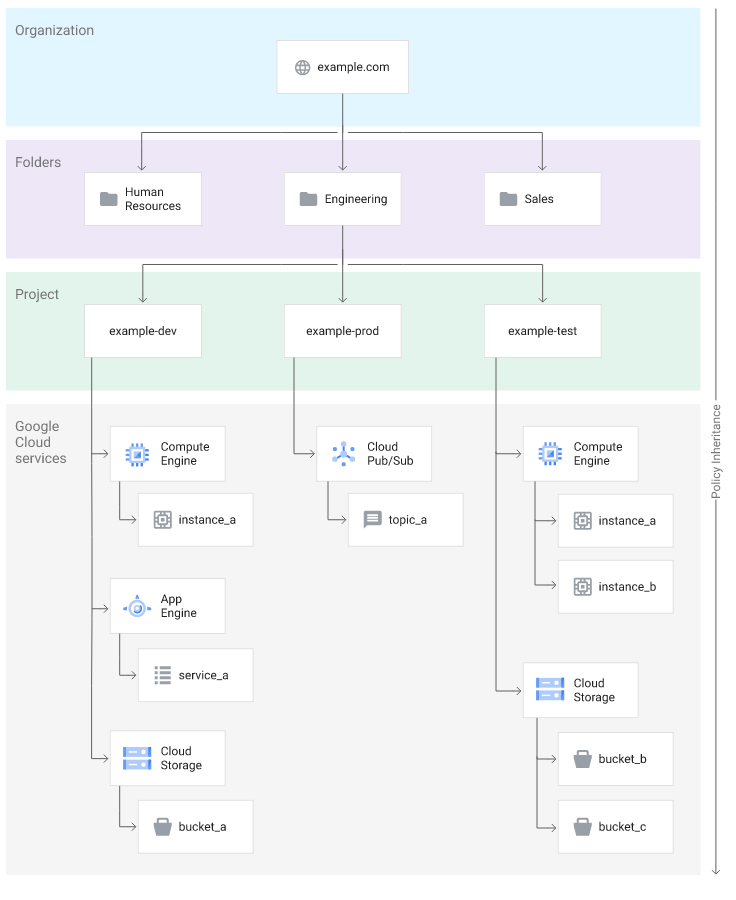 Organization
example.com
Folders
Human
Resources
Engineering
Sales
Project
example-dev
example-prod
example-test
Google
Cloud
services
Compute
Engine
instance_a
App
Engine
service_a
Cloud
Storage
bucket_a
Cloud
Pub/Sub
topic_a
Compute
Engine
instance_a
instance_b
Cloud
Storage
bucket_b
bucket_c
Policy Inheritance